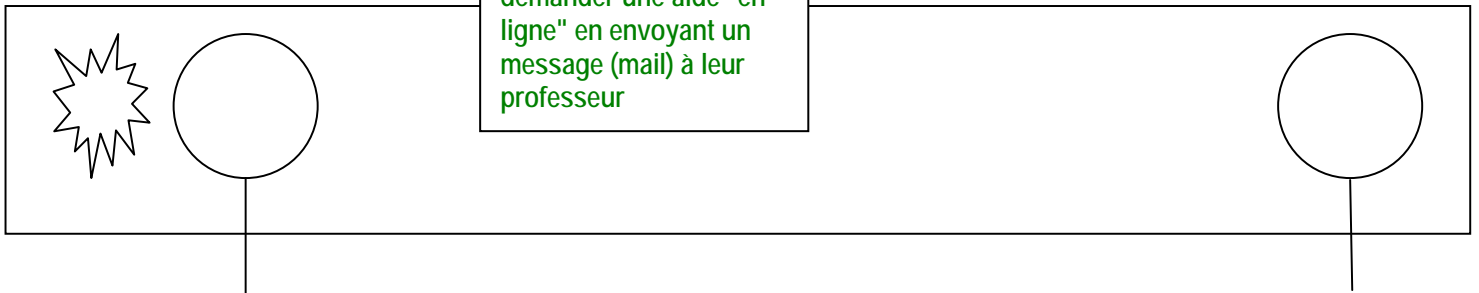 demander une aide "en
ligne" en envoyant un
message (mail) à leur
professeur